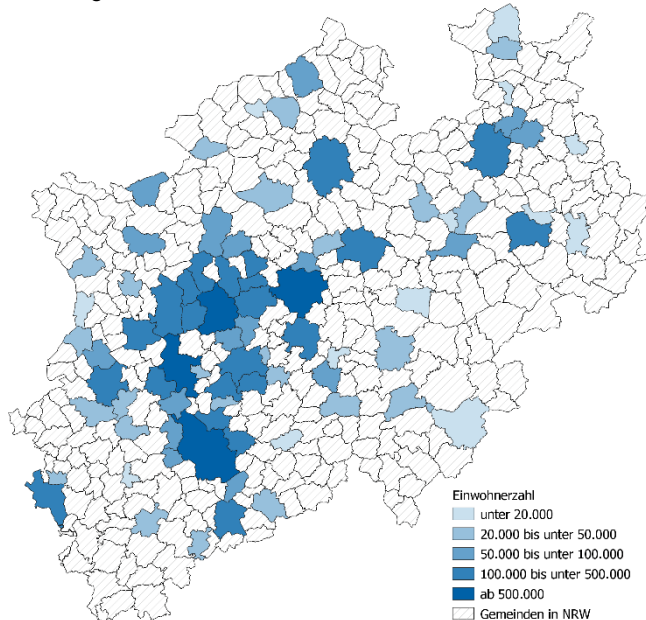 Einwohnerzahl
unter 20.000
20.000 bis unter 50.000
50.000 bis unter 100.000
100.000 bis unter 500.000
ab 500.000
Gemeinden in NRW